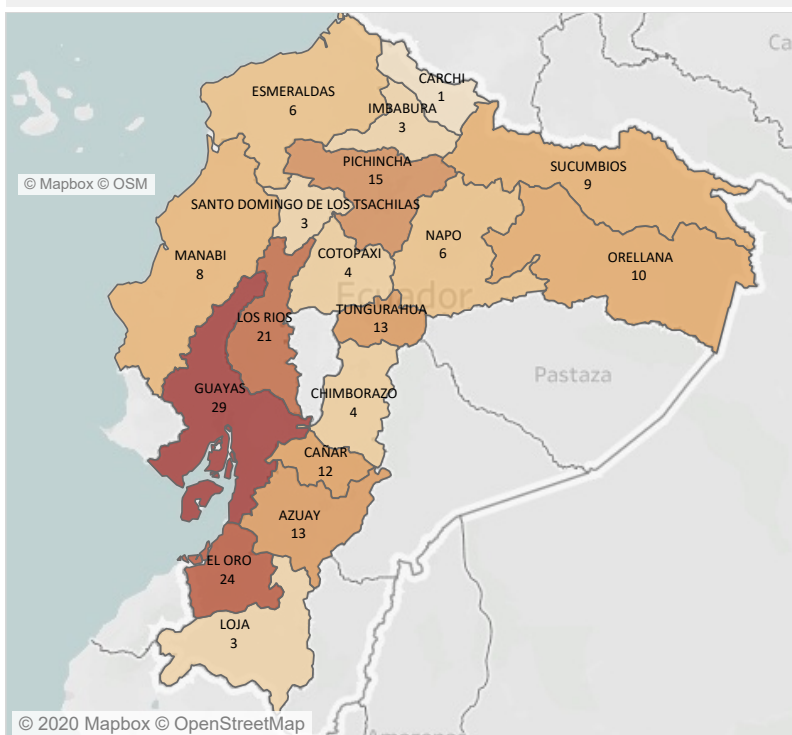 Ca
CARCHI
1
ESMERALDAS
6
IMBABURA
3
PICHINCHA
15
SUCUMBIOS
9
© Mapbox © OSM
SANTO DOMINGO DE LOS TSACHILAS
3
NAPO
6
MANABI
8
COTOPAXI
4
ORELLANA
10
Ecuador
TUNGURAHUA
13
LOS RIOS
21
Pastaza
GUAYAS
29
CHIMBORAZO
4
CAÑAR
12
AZUAY
13
EL ORO
24
LOJA
3
© 2020 Mapbox © OpenStreetMap